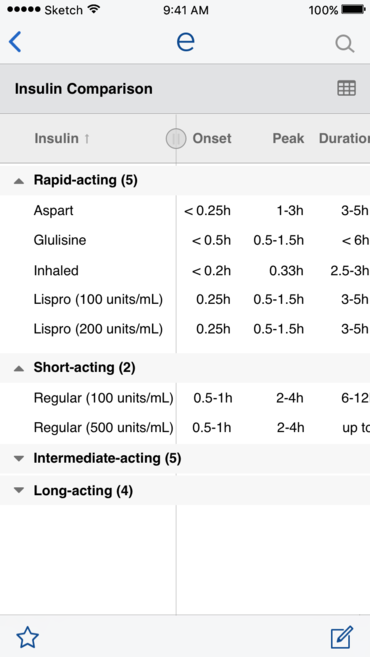 Sketch 9:41 AM 100%
e
Insulin Comparison
Insulin ↑ Onset Peak Duration
Rapid-acting (5)
Aspart < 0.25h 1-3h 3-5h
Glulisine < 0.5h 0.5-1.5h < 6h
Inhaled < 0.2h 0.33h 2.5-3h
Lispro (100 units/mL) 0.25h 0.5-1.5h 3-5h
Lispro (200 units/mL) 0.25h 0.5-1.5h 3-5h
Short-acting (2)
Regular (100 units/mL) 0.5-1h 2-4h 6-12
Regular (500 units/mL) 0.5-1h 2-4h up to
Intermediate-acting (5)
Long-acting (4)